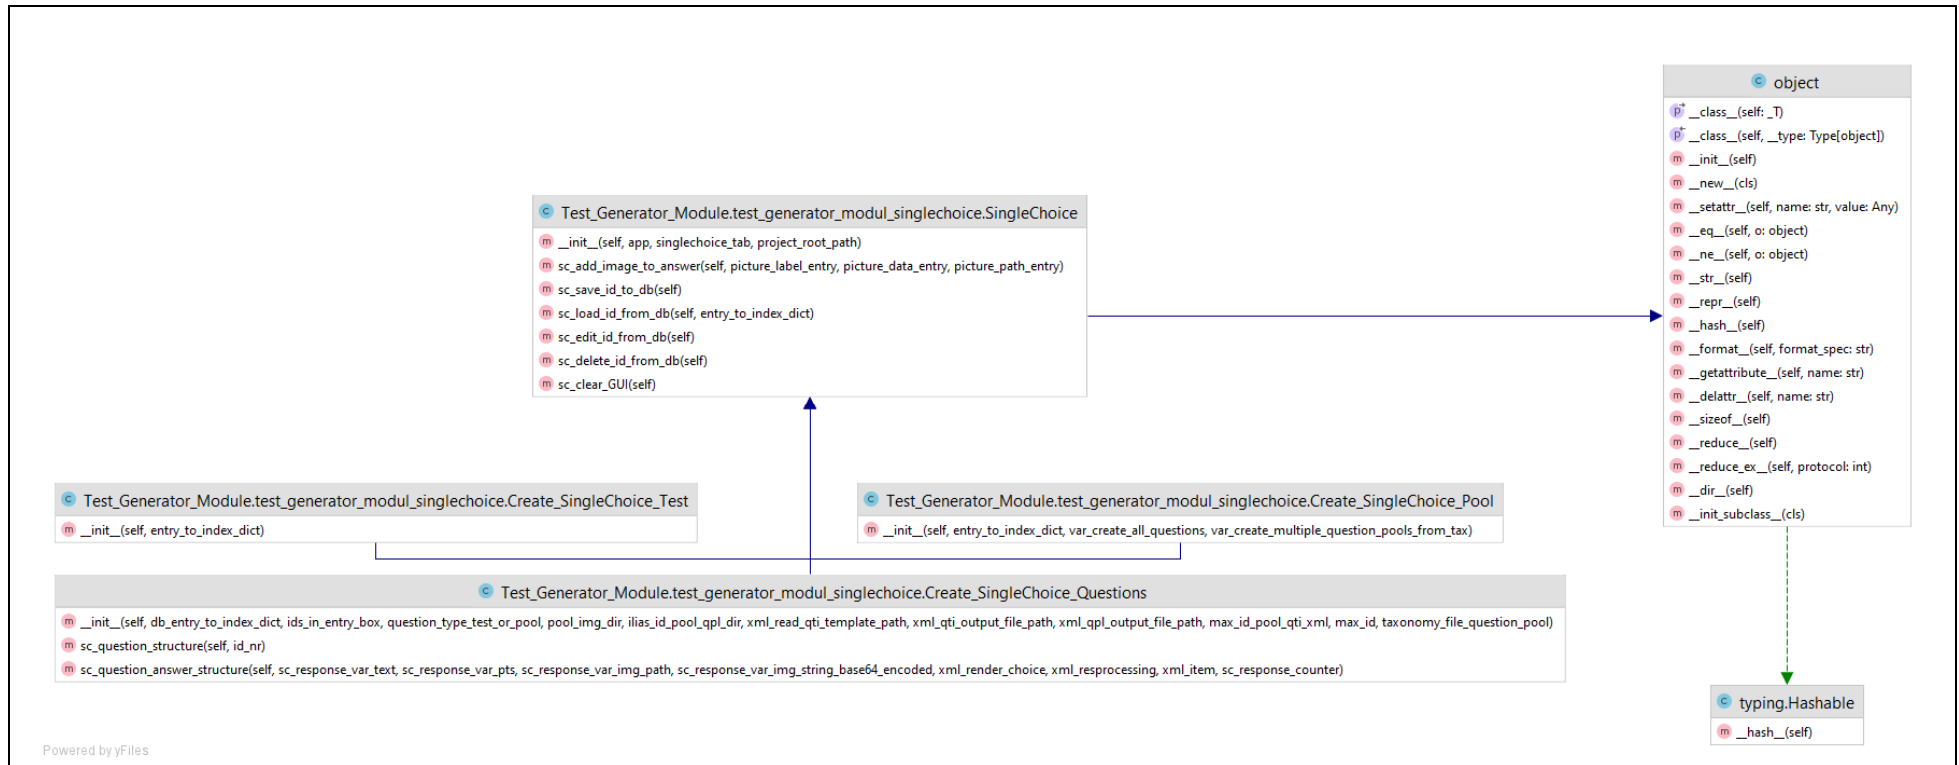 object
__class__(self: _T)
__class__(self, __type: Type[object])
__init__(self)
__new__(cls)
__setattr__(self, name: str, value: Any)
__eq__(self, o: object)
__ne__(self, o: object)
__str__(self)
__repr__(self)
__hash__(self)
__format__(self, format_spec: str)
__getattribute__(self, name: str)
__delattr__(self, name: str)
__sizeof__(self)
__reduce__(self)
__reduce_ex__(self, protocol: int)
__dir__(self)
__init_subclass__(cls)
Test_Generator_Module.test_generator_modul_singlechoice.SingleChoice
__init__(self, app, singlechoice_tab, project_root_path)
sc_add_image_to_answer(self, picture_label_entry, picture_data_entry, picture_path_entry)
sc_save_id_to_db(self)
sc_load_id_from_db(self, entry_to_index_dict)
sc_edit_id_from_db(self)
sc_delete_id_from_db(self)
sc_clear_GUI(self)
Test_Generator_Module.test_generator_modul_singlechoice.Create_SingleChoice_Test
__init__(self, entry_to_index_dict)
Test_Generator_Module.test_generator_modul_singlechoice.Create_SingleChoice_Pool
__init__(self, entry_to_index_dict, var_create_all_questions, var_create_multiple_question_pools_from_tax)
Test_Generator_Module.test_generator_modul_singlechoice.Create_SingleChoice_Questions
__init__(self, db_entry_to_index_dict, ids_in_entry_box, question_type_test_or_pool, pool_img_dir, ilias_id_pool_qpl_dir, xml_read_qti_template_path, xml_qti_output_file_path, xml_qpl_output_file_path, max_id_pool_qti_xml, max_id, taxonomy_file_question_pool)
sc_question_structure(self, id_nr)
sc_question_answer_structure(self, sc_response_var_text, sc_response_var_pts, sc_response_var_img_path, sc_response_var_img_string_base64_encoded, xml_render_choice, xml_resprocessing, xml_item, sc_response_counter)
typing.Hashable
__hash__(self)
Powered by yFiles